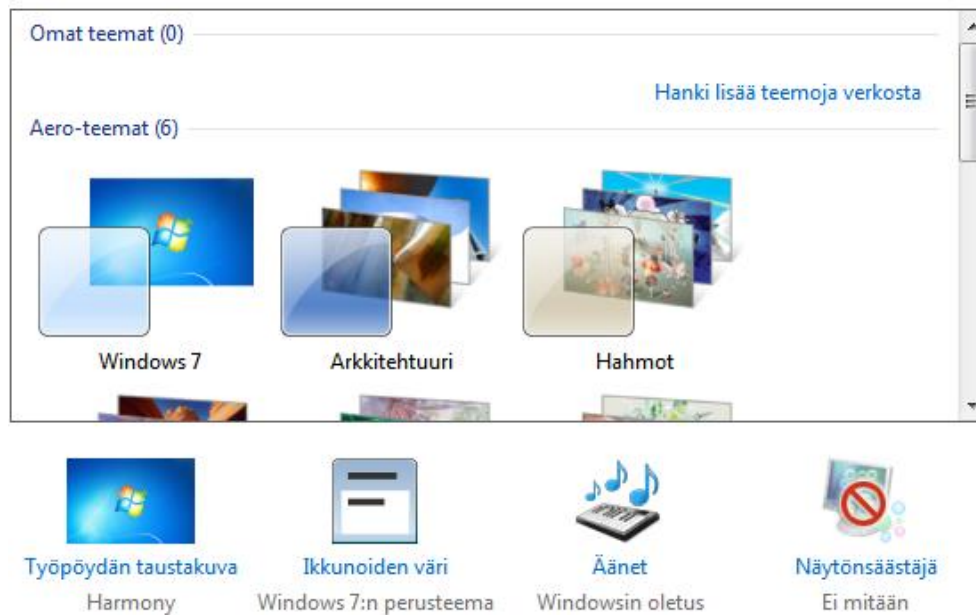 Omat teemat (0)
Hanki lisää teemoja verkosta
Aero-teemat (6)
Windows 7
Arkkitehtuuri
Hahmot
Työpöydän taustakuva
Ikkunoiden väri
Äänet
Näytönsäästäjä
Harmony
Windows 7:n perusteema
Windowsin oletus
Ei mitään